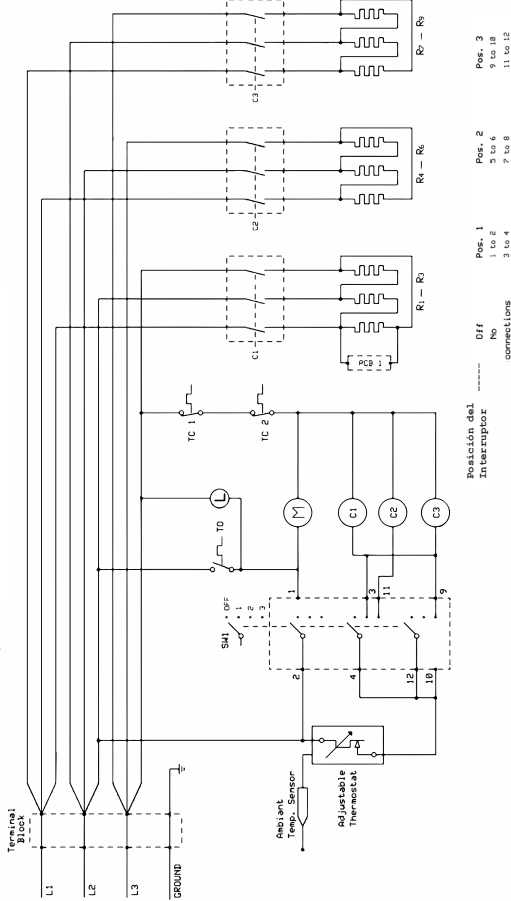 Terminal
Block
L1
L2
L3
GROUND
Ambiant
Temp. Sensor
Adjustable
Thermostat
SW1
OFF
1
2
3
2
4
12
10
1
3
11
9
TO
L
M
C1
C2
C3
TC 1
TC 2
PCB 1
C1
R1 - R3
C2
R4 - R6
C3
R7 - R9
Posición del
Interruptor
Off
No
connections
Pos. 1
1 to 2
3 to 4
Pos. 2
5 to 6
7 to 8
Pos. 3
9 to 10
11 to 12